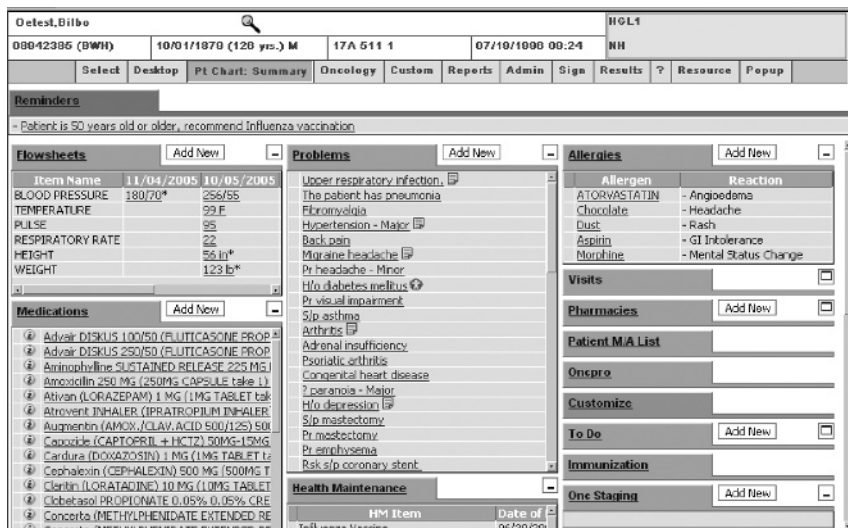 Oetest,Bilbo
HGL1
08942385 (BWH) 10/01/1879 (126 yrs.) M 17A 511 1 07/19/1998 09:24 NH
Select Desktop Pt Chart: Summary Oncology Custom Reports Admin Sign Results ? Resource Popup
Reminders
- Patient is 50 years old or older, recommend Influenza vaccination
Flowsheets Add New -
Item Name 11/04/2005 10/05/2005
BLOOD PRESSURE 180/70* 256/55
TEMPERATURE 99 F
PULSE 95
RESPIRATORY RATE 22
HEIGHT 56 in*
WEIGHT 123 lb*
Medications Add New -
Advair DISKUS 100/50 (FLUTICASONE PROP
Advair DISKUS 250/50 (FLUTICASONE PROP
Aminophylline SUSTAINED RELEASE 225 MG
Amoxicillin 250 MG (250MG CAPSULE take 1)
Ativan (LORAZEPAM) 1 MG (1MG TABLET tak
Atrovent INHALER (IPRATROPIUM INHALER
Augmentin (AMOX./CLAV.ACID 500/125) 500
Capozide (CAPTOPRIL + HCTZ) 50MG-15MG
Cardura (DOXAZOSIN) 1 MG (1MG TABLET ta
Cephalexin (CEPHALEXIN) 500 MG (500MG T
Claritin (LORATADINE) 10 MG (10MG TABLET
Clobetasol PROPIONATE 0.05% 0.05% CRE
Concerta (METHYLPHENIDATE EXTENDED RE
Problems Add New -
Upper respiratory infection,
The patient has pneumonia
Fibromyalgia
Hypertension - Major
Back pain
Migraine headache
Pr headache - Minor
H/o diabetes mellitus
Pr visual impairment
S/p asthma
Arthritis
Adrenal insufficiency
Psoriatic arthritis
Congenital heart disease
? paranoia - Major
H/o depression
S/p mastectomy
Pr mastectomy
Pr emphysema
Rsk s/p coronary stent
Health Maintenance -
HM Item Date of
Influenza Vaccine
Allergies Add New -
Allergen Reaction
ATORVASTATIN - Angioedema
Chocolate - Headache
Dust - Rash
Aspirin - GI Intolerance
Morphine - Mental Status Change
Visits
Pharmacies Add New
Patient M/A List
Oncpro
Customize
To Do Add New
Immunization
Onc Staging Add New -